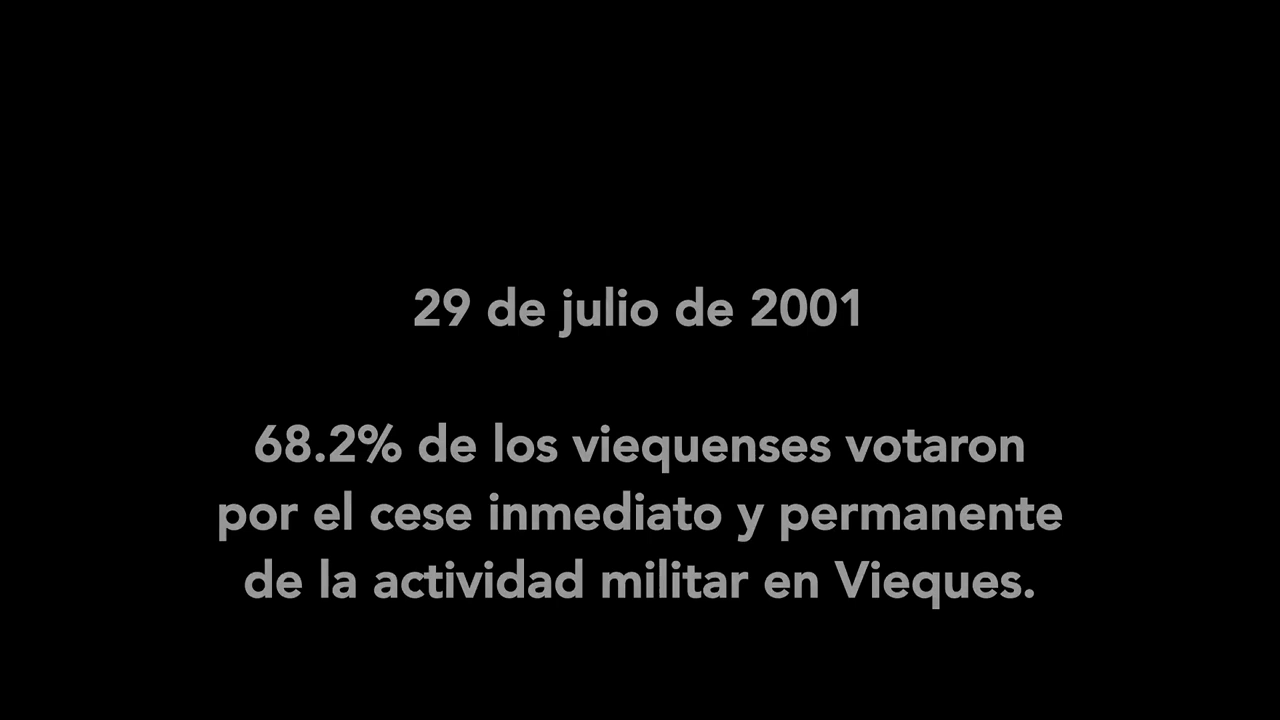 29 de julio de 2001
68.2% de los viequenses votaron
por el cese inmediato y permanente
de la actividad militar en Vieques.